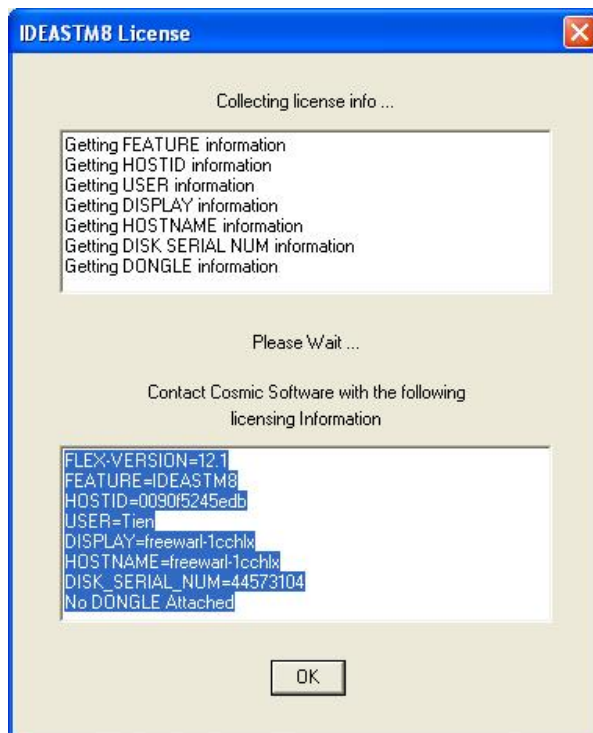 IDEASTM8 License
Collecting license info ...
Getting FEATURE information
Getting HOSTID information
Getting USER information
Getting DISPLAY information
Getting HOSTNAME information
Getting DISK SERIAL NUM information
Getting DONGLE information
Please Wait ...
Contact Cosmic Software with the following
licensing Information
FLEX-VERSION=12.1
FEATURE=IDEASTM8
HOSTID=0090f5245edb
USER=Tien
DISPLAY=freewarl-1cchlx
HOSTNAME=freewarl-1cchlx
DISK_SERIAL_NUM=44573104
No DONGLE Attached
OK